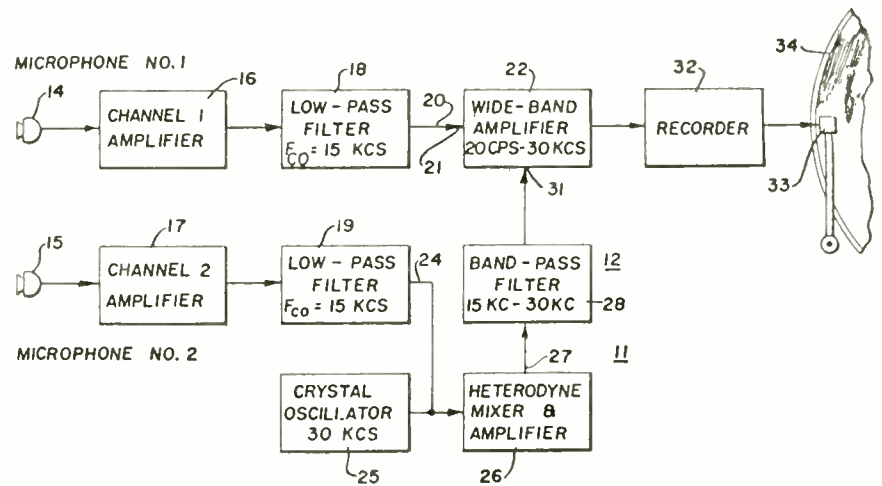 MICROPHONE NO. 1
14
CHANNEL 1
AMPLIFIER
16
LOW-PASS
FILTER
FCO = 15 KCS
18
20
21
WIDE-BAND
AMPLIFIER
20CPS-30KCS
22
31
RECORDER
32
34
33
15
CHANNEL 2
AMPLIFIER
17
LOW-PASS
FILTER
FCO = 15 KCS
19
24
BAND-PASS
FILTER
15 KC-30KC
12
28
MICROPHONE NO. 2
27
11
CRYSTAL
OSCILLATOR
30 KCS
25
HETERODYNE
MIXER &
AMPLIFIER
26